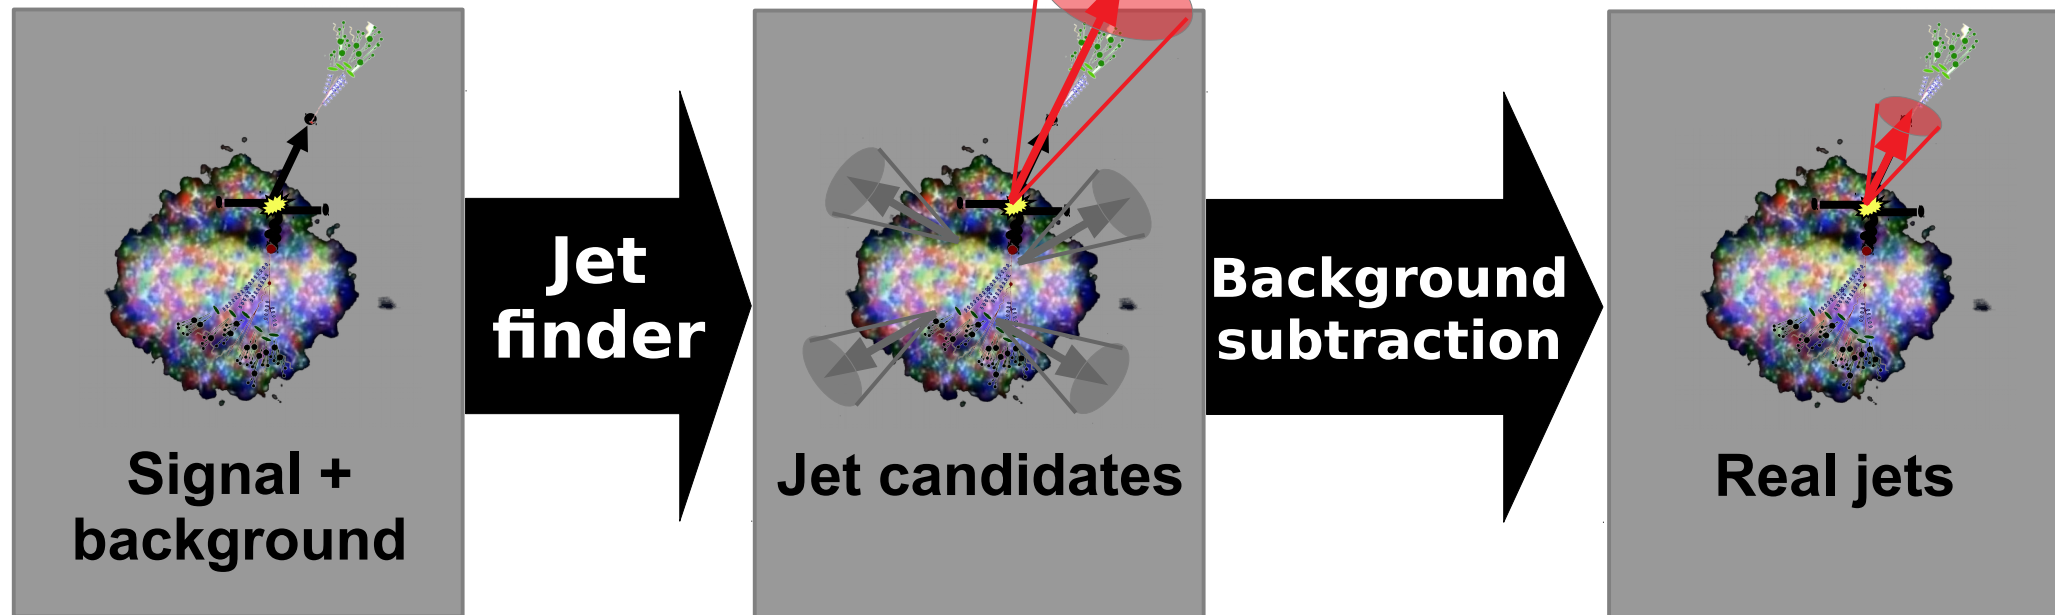 Signal +
background
Jet
finder
Jet candidates
Background
subtraction
Real jets